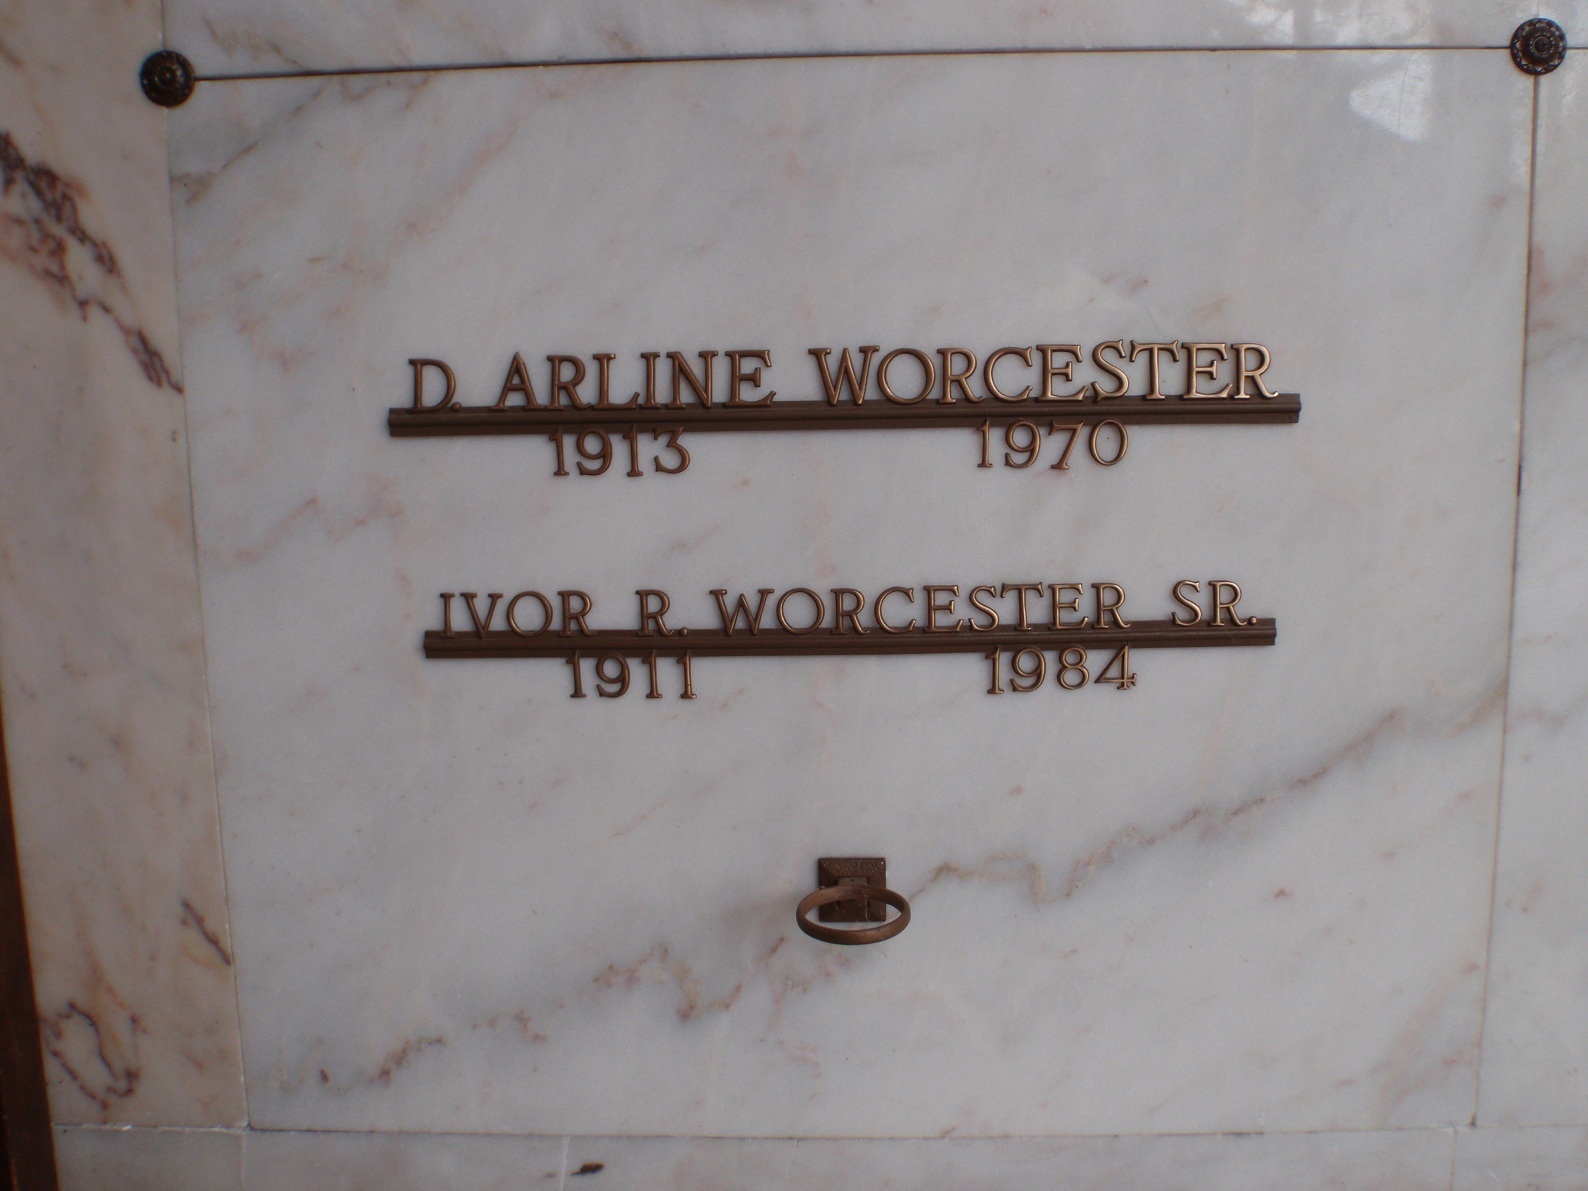 D. ARLINE WORCESTER
1913 1970
IVOR R. WORCESTER SR.
1911 1984